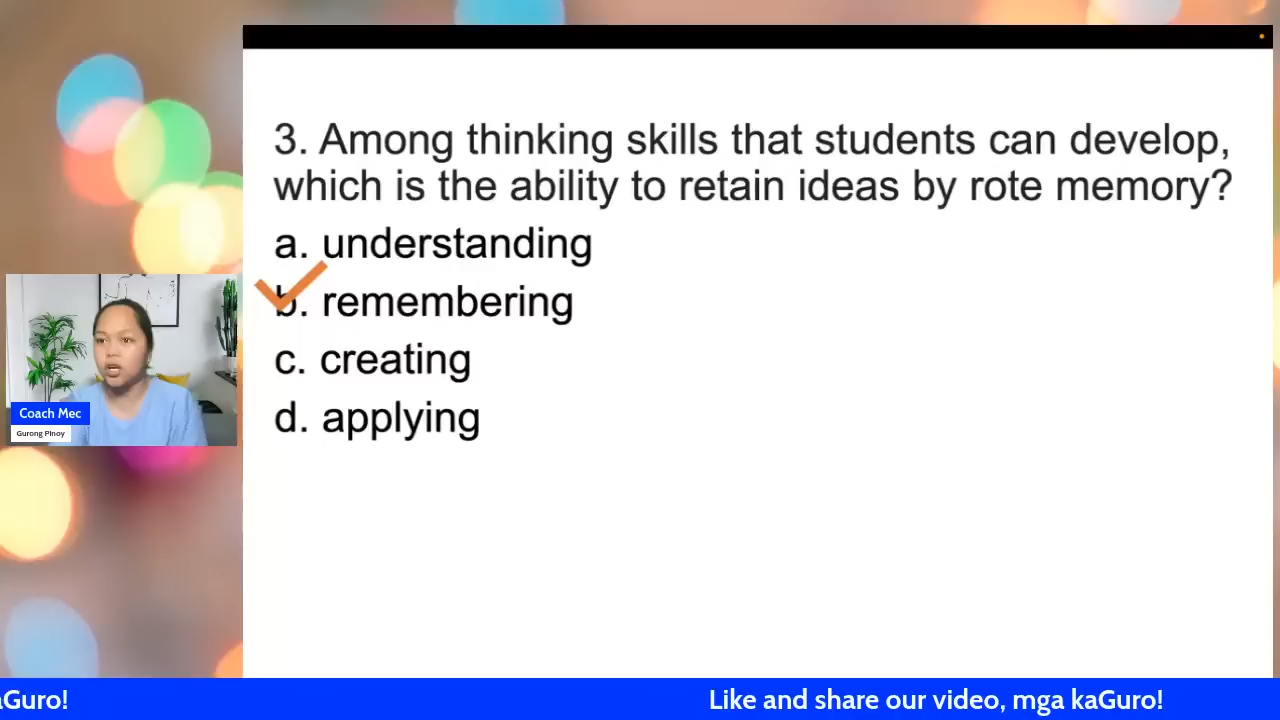 3. Among thinking skills that students can develop,
which is the ability to retain ideas by rote memory?
a. understanding
b. remembering
c. creating
d. applying
Coach Mec
Gurong Pinoy
aGuro!
Like and share our video, mga kaGuro!